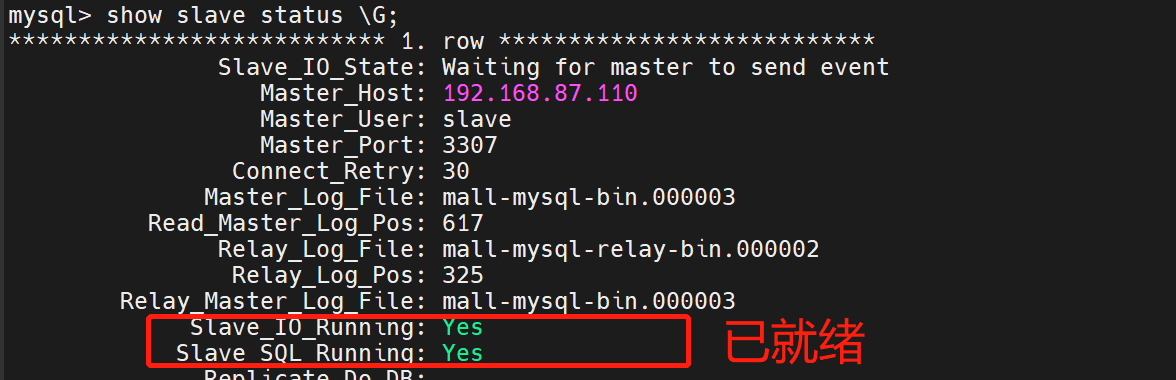 mysql> show slave status \G;
*************************** 1. row ***************************
Slave_IO_State: Waiting for master to send event
Master_Host: 192.168.87.110
Master_User: slave
Master_Port: 3307
Connect_Retry: 30
Master_Log_File: mall-mysql-bin.000003
Read_Master_Log_Pos: 617
Relay_Log_File: mall-mysql-relay-bin.000002
Relay_Log_Pos: 325
Relay_Master_Log_File: mall-mysql-bin.000003
Slave_IO_Running: Yes
Slave_SQL_Running: Yes
已就绪
Replicate_Do_DB: